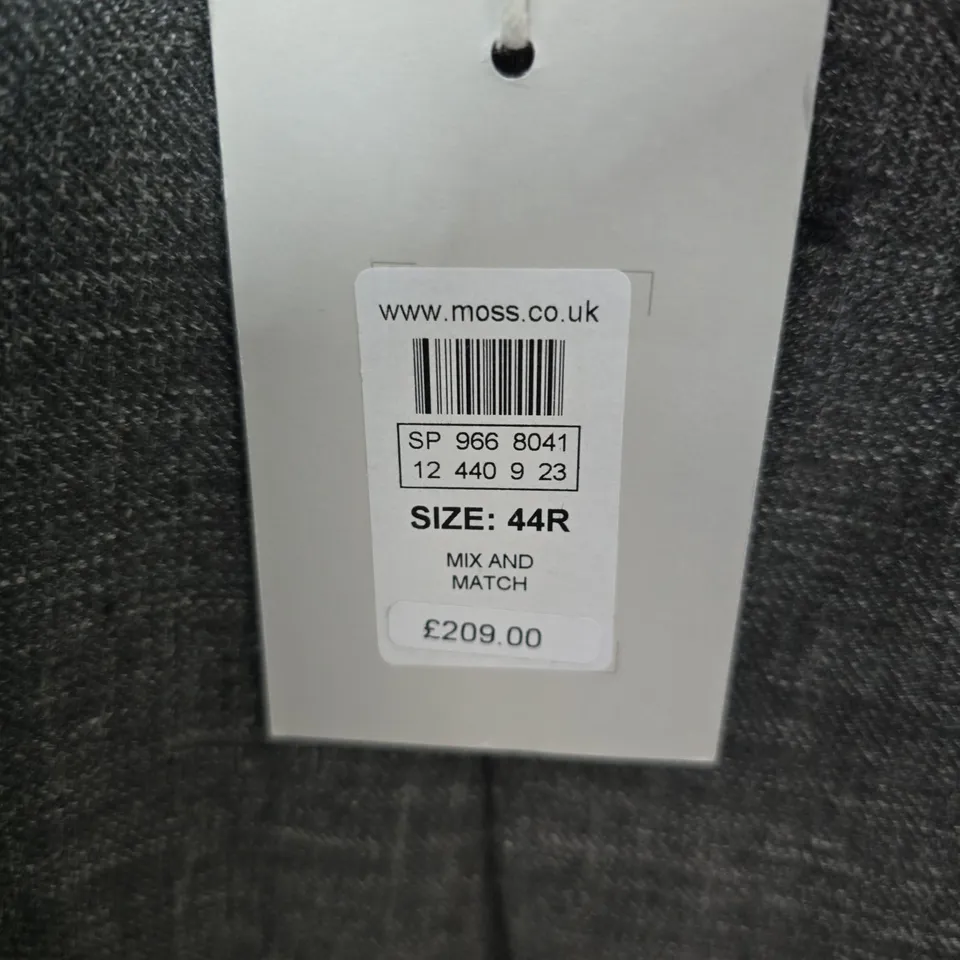 www.moss.co.uk
SP 966 8041
12 440 9 23
SIZE: 44R
MIX AND
MATCH
£209.00